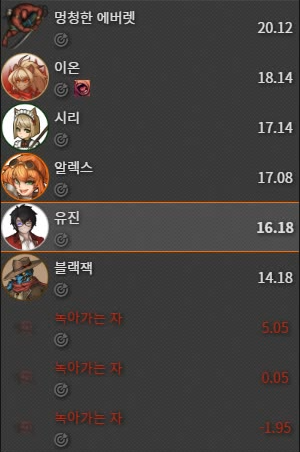 멍청한 에버렛
20.12
이온
18.14
시리
17.14
알렉스
17.08
유진
16.18
블랙잭
14.18
녹아가는 자
5.05
녹아가는 자
0.05
녹아가는 자
-1.95